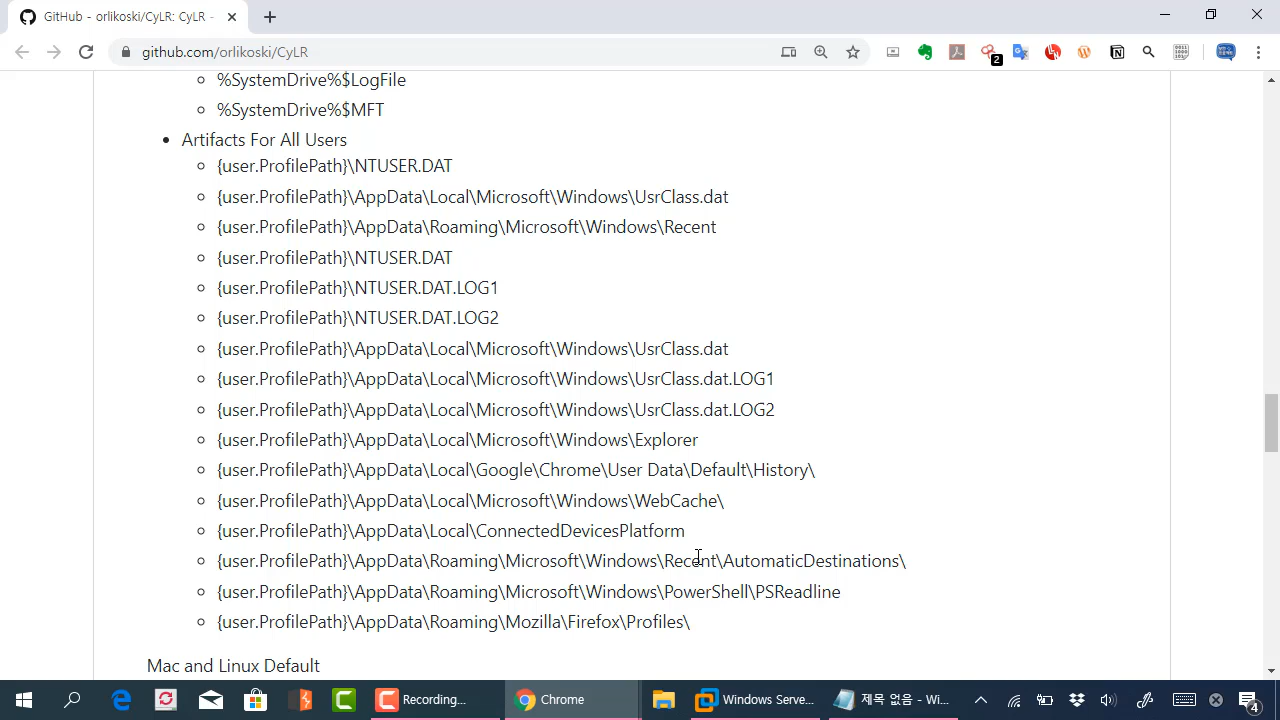 GitHub - orlikoski/CyLR: CyLR -
github.com/orlikoski/CyLR
2
%SystemDrive%$LogFile
%SystemDrive%$MFT
Artifacts For All Users
{user.ProfilePath}\NTUSER.DAT
{user.ProfilePath}\AppData\Local\Microsoft\Windows\UsrClass.dat
{user.ProfilePath}\AppData\Roaming\Microsoft\Windows\Recent
{user.ProfilePath}\NTUSER.DAT
{user.ProfilePath}\NTUSER.DAT.LOG1
{user.ProfilePath}\NTUSER.DAT.LOG2
{user.ProfilePath}\AppData\Local\Microsoft\Windows\UsrClass.dat
{user.ProfilePath}\AppData\Local\Microsoft\Windows\UsrClass.dat.LOG1
{user.ProfilePath}\AppData\Local\Microsoft\Windows\UsrClass.dat.LOG2
{user.ProfilePath}\AppData\Local\Microsoft\Windows\Explorer
{user.ProfilePath}\AppData\Local\Google\Chrome\User Data\Default\History\
{user.ProfilePath}\AppData\Local\Microsoft\Windows\WebCache\
{user.ProfilePath}\AppData\Local\ConnectedDevicesPlatform
{user.ProfilePath}\AppData\Roaming\Microsoft\Windows\Recent\AutomaticDestinations\
{user.ProfilePath}\AppData\Roaming\Microsoft\Windows\PowerShell\PSReadline
{user.ProfilePath}\AppData\Roaming\Mozilla\Firefox\Profiles\
Mac and Linux Default
Recording... Chrome Windows Serve... 제목 없음 - Wi... 4